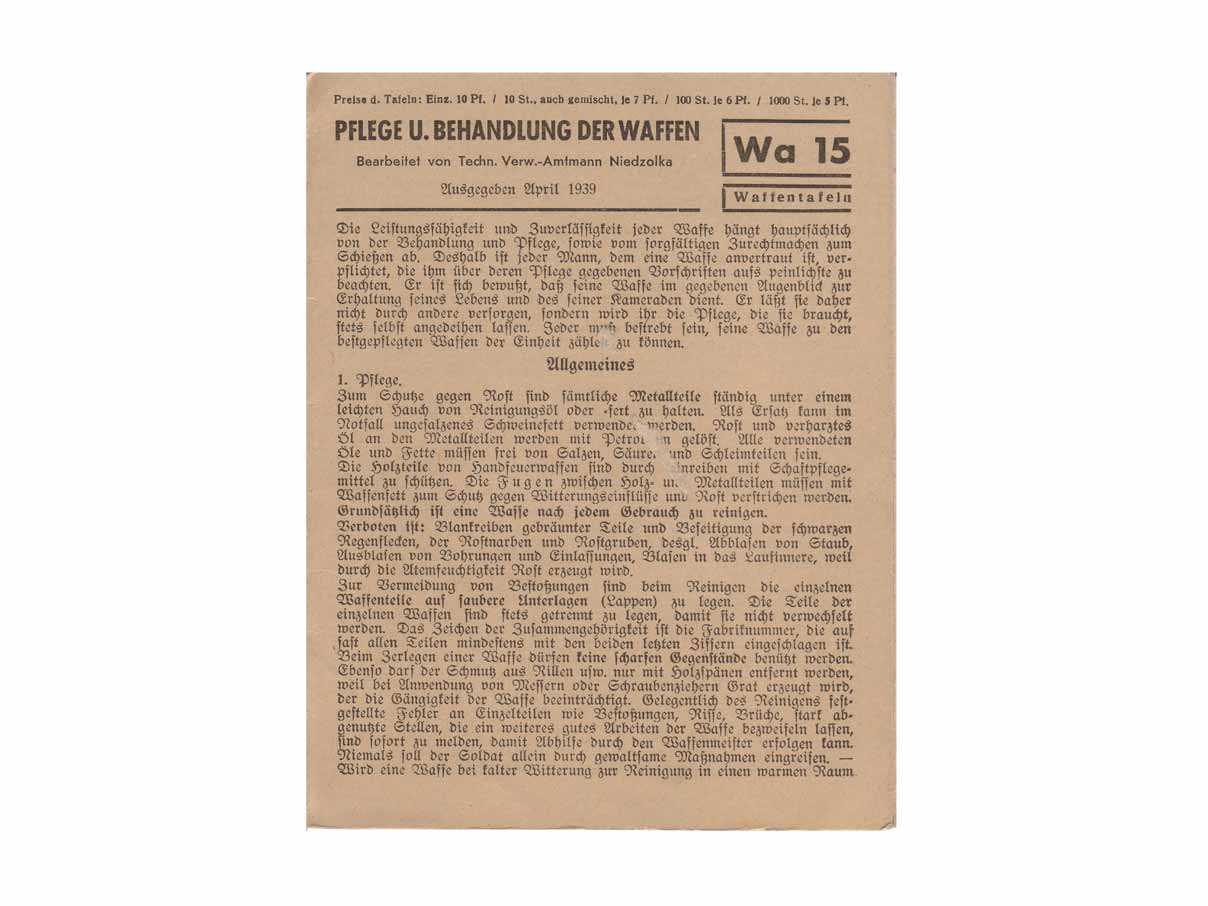 Preise d. Tafeln: Einz. 10 Pf. / 10 St., auch gemischt, je 7 Pf. / 100 St. je 6 Pf. / 1000 St. je 5 Pf.
PFLEGE U. BEHANDLUNG DER WAFFEN
Bearbeitet von Techn. Verw.-Amtmann Niedzolka
Ausgegeben April 1939
Wa 15
Waffentafeln
Die Leistungsfähigkeit und Zuverlässigkeit jeder Waffe hängt hauptsächlich
von der Behandlung und Pflege, sowie vom sorgfältigen Zurechtmachen zum
Schießen ab. Deshalb ist jeder Mann, dem eine Waffe anvertraut ist, ver-
pflichtet, die ihm über deren Pflege gegebenen Vorschriften aufs peinlichste zu
beachten. Er ist sich bewußt, daß seine Waffe im gegebenen Augenblick zur
Erhaltung seines Lebens und des seiner Kameraden dient. Er läßt sie daher
nicht durch andere versorgen, sondern wird ihr die Pflege, die sie braucht,
stets selbst angedeihen lassen. Jeder muß bestrebt sein, seine Waffe zu den
bestgepflegten Waffen der Einheit zählen zu können.
Allgemeines
1. Pflege.
Zum Schutze gegen Rost sind sämtliche Metallteile ständig unter einem
leichten Hauch von Reinigungsöl oder -fett zu halten. Als Ersatz kann im
Notfall ungesalzenes Schweinefett verwendet werden. Rost und verharztes
Öl an den Metallteilen werden mit gelöst. Alle verwendeten
Öle und Fette müssen frei von Salzen, Säuren und Schleimteilen sein.
Die Holzteile von Handfeuerwaffen sind durch Einreiben mit Schaftpflege-
mittel zu schützen. Die Fugen zwischen Holz- und Metallteilen müssen mit
Waffenfett zum Schutz gegen Witterungseinflüsse und Rost verstrichen werden.
Grundsätzlich ist eine Waffe nach jedem Gebrauch zu reinigen.
Verboten ist: Blankreiben gebräunter Teile und Beseitigung der schwarzen
Regenflecken, der Rostnarben und Rostgruben, desgl. Abblasen von Staub,
Ausblasen von Bohrungen und Einlassungen, Blasen in das Laufinnere, weil
durch die Atemfeuchtigkeit Rost erzeugt wird.
Zur Vermeidung von Bestoßungen sind beim Reinigen die einzelnen
Waffenteile auf saubere Unterlagen (Lappen) zu legen. Die Teile der
einzelnen Waffen sind stets getrennt zu legen, damit sie nicht verwechselt
werden. Das Zeichen der Zusammengehörigkeit ist die Fabriknummer, die auf
fast allen Teilen mindestens mit den beiden letzten Ziffern eingeschlagen ist.
Beim Zerlegen einer Waffe dürfen keine scharfen Gegenstände benützt werden.
Ebenso darf der Schmutz aus Rillen usw. nur mit Holzspänen entfernt werden,
weil bei Anwendung von Messern oder Schraubenziehern Grat erzeugt wird,
der die Gängigkeit der Waffe beeinträchtigt. Gelegentlich des Reinigens fest-
gestellte Fehler an Einzelteilen wie Bestoßungen, Risse, Brüche, stark ab-
genutzte Stellen, die ein weiteres gutes Arbeiten der Waffe bezweifeln lassen,
sind sofort zu melden, damit Abhilfe durch den Waffenmeister erfolgen kann.
Niemals soll der Soldat allein durch gewaltsame Maßnahmen eingreifen. —
Wird eine Waffe bei kalter Witterung zur Reinigung in einen warmen Raum